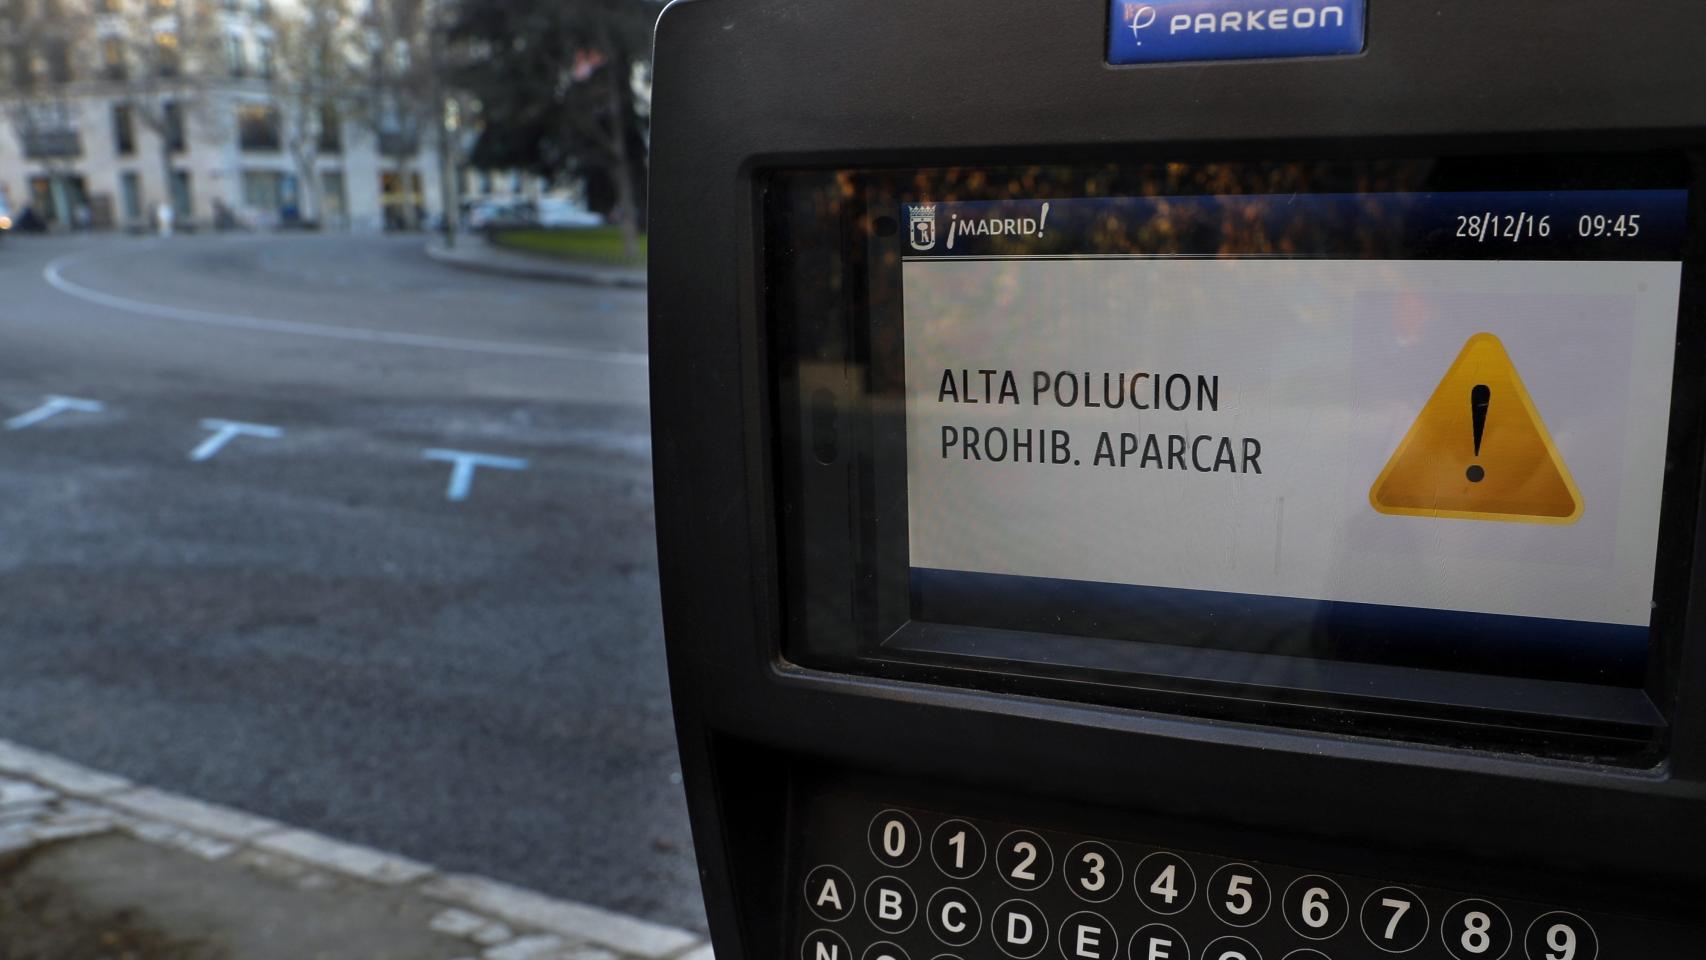 PARKEON
¡MADRID! 28/12/16 09:45
ALTA POLUCION
PROHIB. APARCAR
0 1 2 3 4 5 6 7 8 9
A B C D E F
N